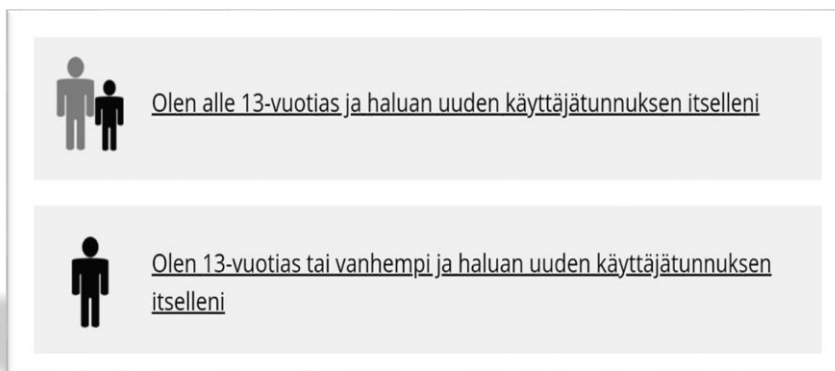 Olen alle 13-vuotias ja haluan uuden käyttäjätunnuksen itselleni
Olen 13-vuotias tai vanhempi ja haluan uuden käyttäjätunnuksen
itselleni